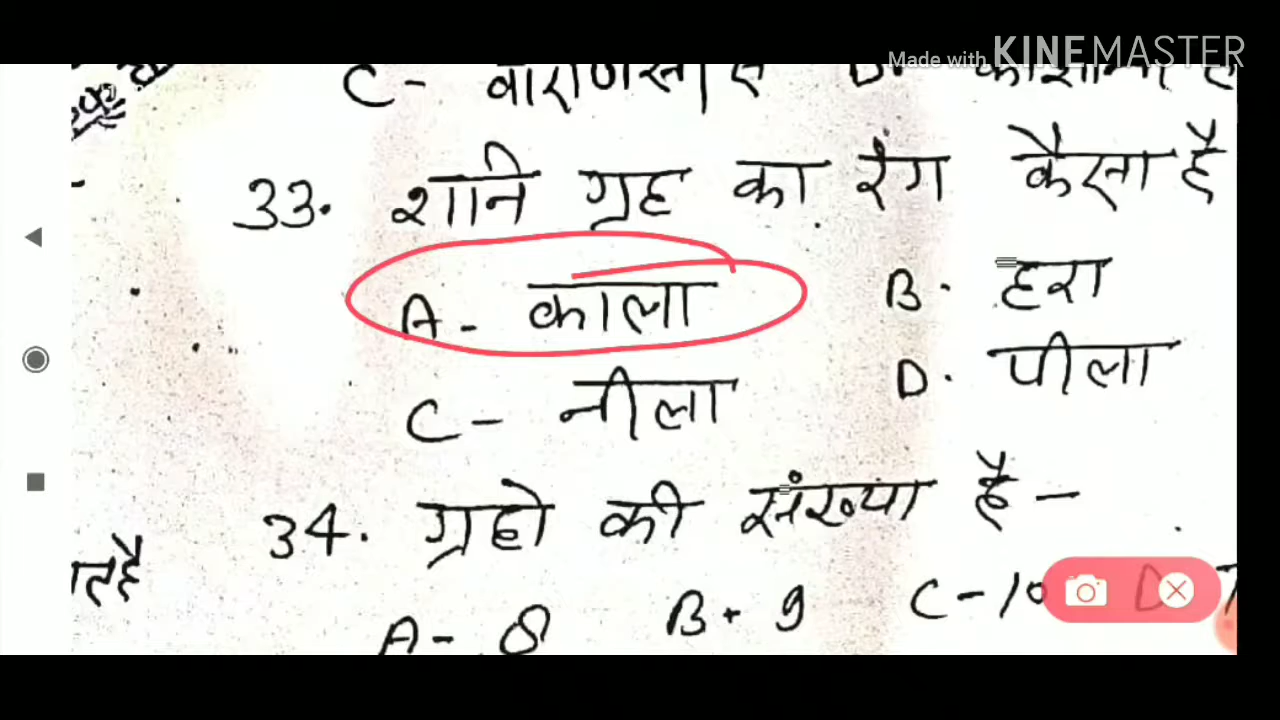 Made with KINEMASTER
33. शनि ग्रह का रंग कैसा है
A - काला B. हरा
C - नीला D. पीला
34. ग्रहो की संख्या है -
A - 8 B. 9 C - 10 D